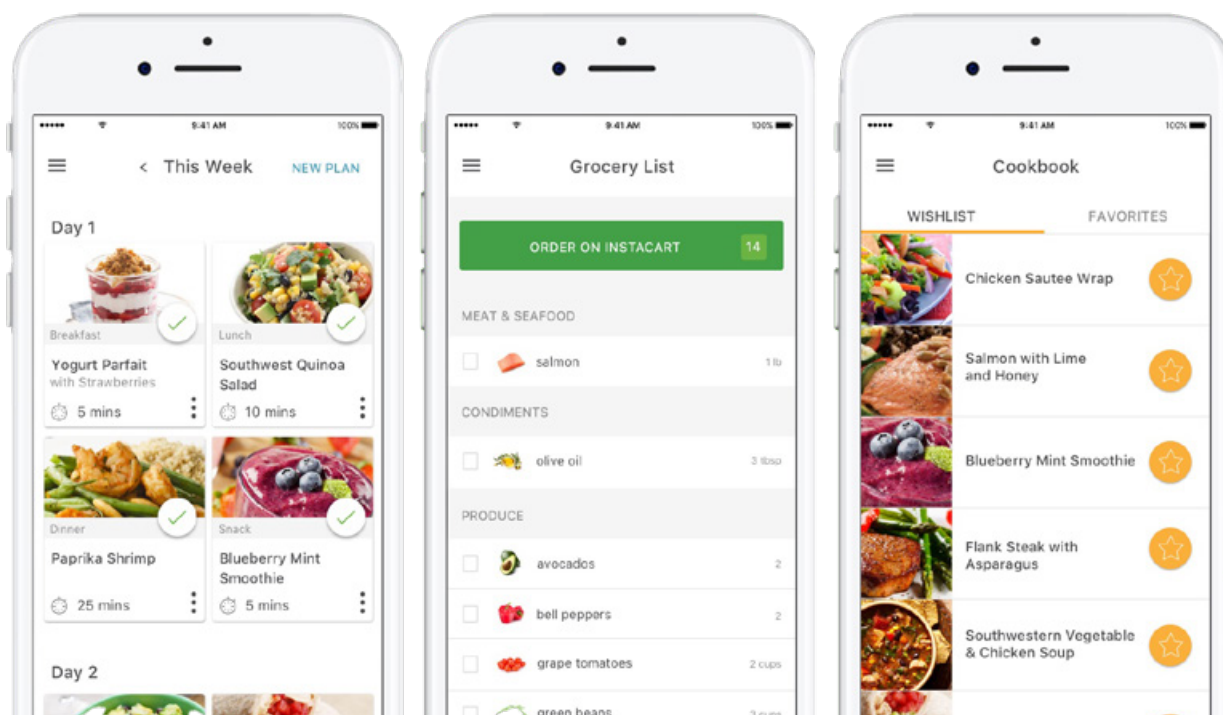 9:41 AM
100%
This Week
NEW PLAN
Day 1
Breakfast
Yogurt Parfait
with Strawberries
5 mins
Lunch
Southwest Quinoa
Salad
10 mins
Dinner
Paprika Shrimp
25 mins
Snack
Blueberry Mint
Smoothie
5 mins
Day 2
9:41 AM
100%
Grocery List
ORDER ON INSTACART 14
MEAT & SEAFOOD
salmon 1 lb
CONDIMENTS
olive oil 3 tbsp
PRODUCE
avocados 2
bell peppers 2
grape tomatoes 2 cups
green beans
9:41 AM
100%
Cookbook
WISHLIST FAVORITES
Chicken Sautee Wrap
Salmon with Lime
and Honey
Blueberry Mint Smoothie
Flank Steak with
Asparagus
Southwestern Vegetable
& Chicken Soup